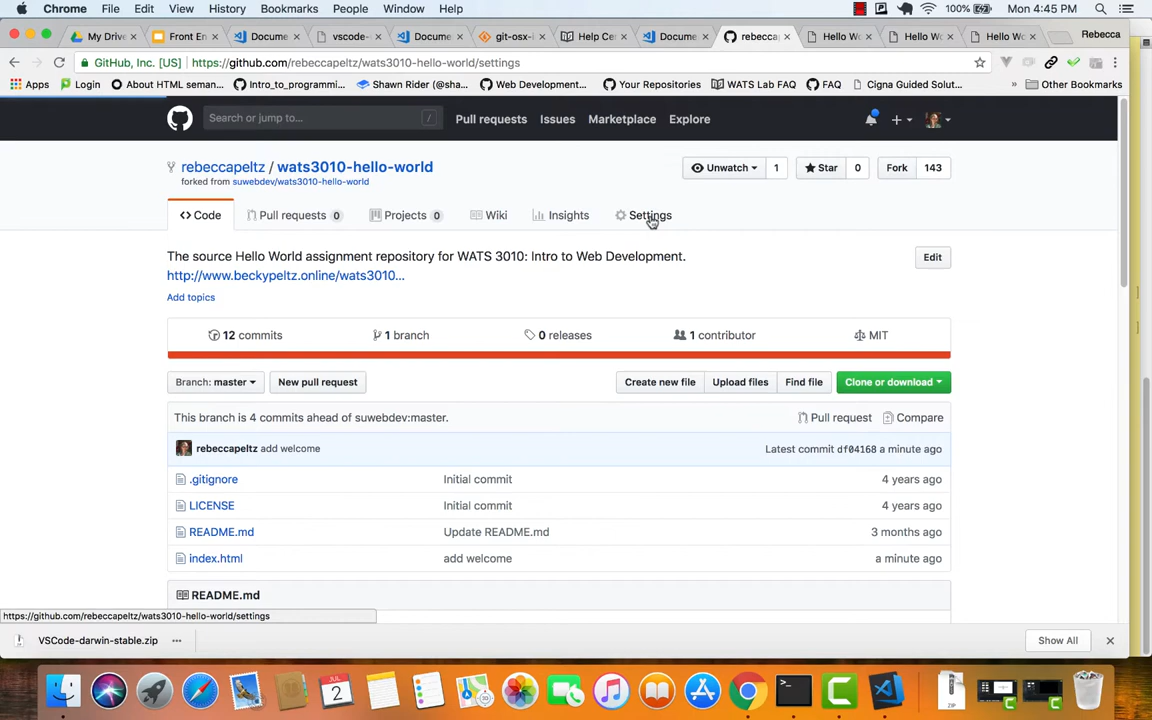 Chrome File Edit View History Bookmarks People Window Help 100% Mon 4:45 PM
My Drive Front En Docume vscode- Docume git-osx-i Help Ce Docume rebecca Hello Wo Hello Wo Hello Wo Rebecca
GitHub, Inc. [US] https://github.com/rebeccapeltz/wats3010-hello-world/settings
Apps Login About HTML seman... Intro_to_programmi... Shawn Rider (@sha... Web Development... Your Repositories WATS Lab FAQ FAQ Cigna Guided Solut... » Other Bookmarks
Search or jump to... / Pull requests Issues Marketplace Explore
rebeccapeltz / wats3010-hello-world Unwatch 1 Star 0 Fork 143
forked from suwebdev/wats3010-hello-world
Code Pull requests 0 Projects 0 Wiki Insights Settings
The source Hello World assignment repository for WATS 3010: Intro to Web Development. Edit
http://www.beckypeltz.online/wats3010...
Add topics
12 commits 1 branch 0 releases 1 contributor MIT
Branch: master New pull request Create new file Upload files Find file Clone or download
This branch is 4 commits ahead of suwebdev:master. Pull request Compare
rebeccapeltz add welcome Latest commit df04168 a minute ago
.gitignore Initial commit 4 years ago
LICENSE Initial commit 4 years ago
README.md Update README.md 3 months ago
index.html add welcome a minute ago
README.md
https://github.com/rebeccapeltz/wats3010-hello-world/settings
VSCode-darwin-stable.zip Show All
JUL
2